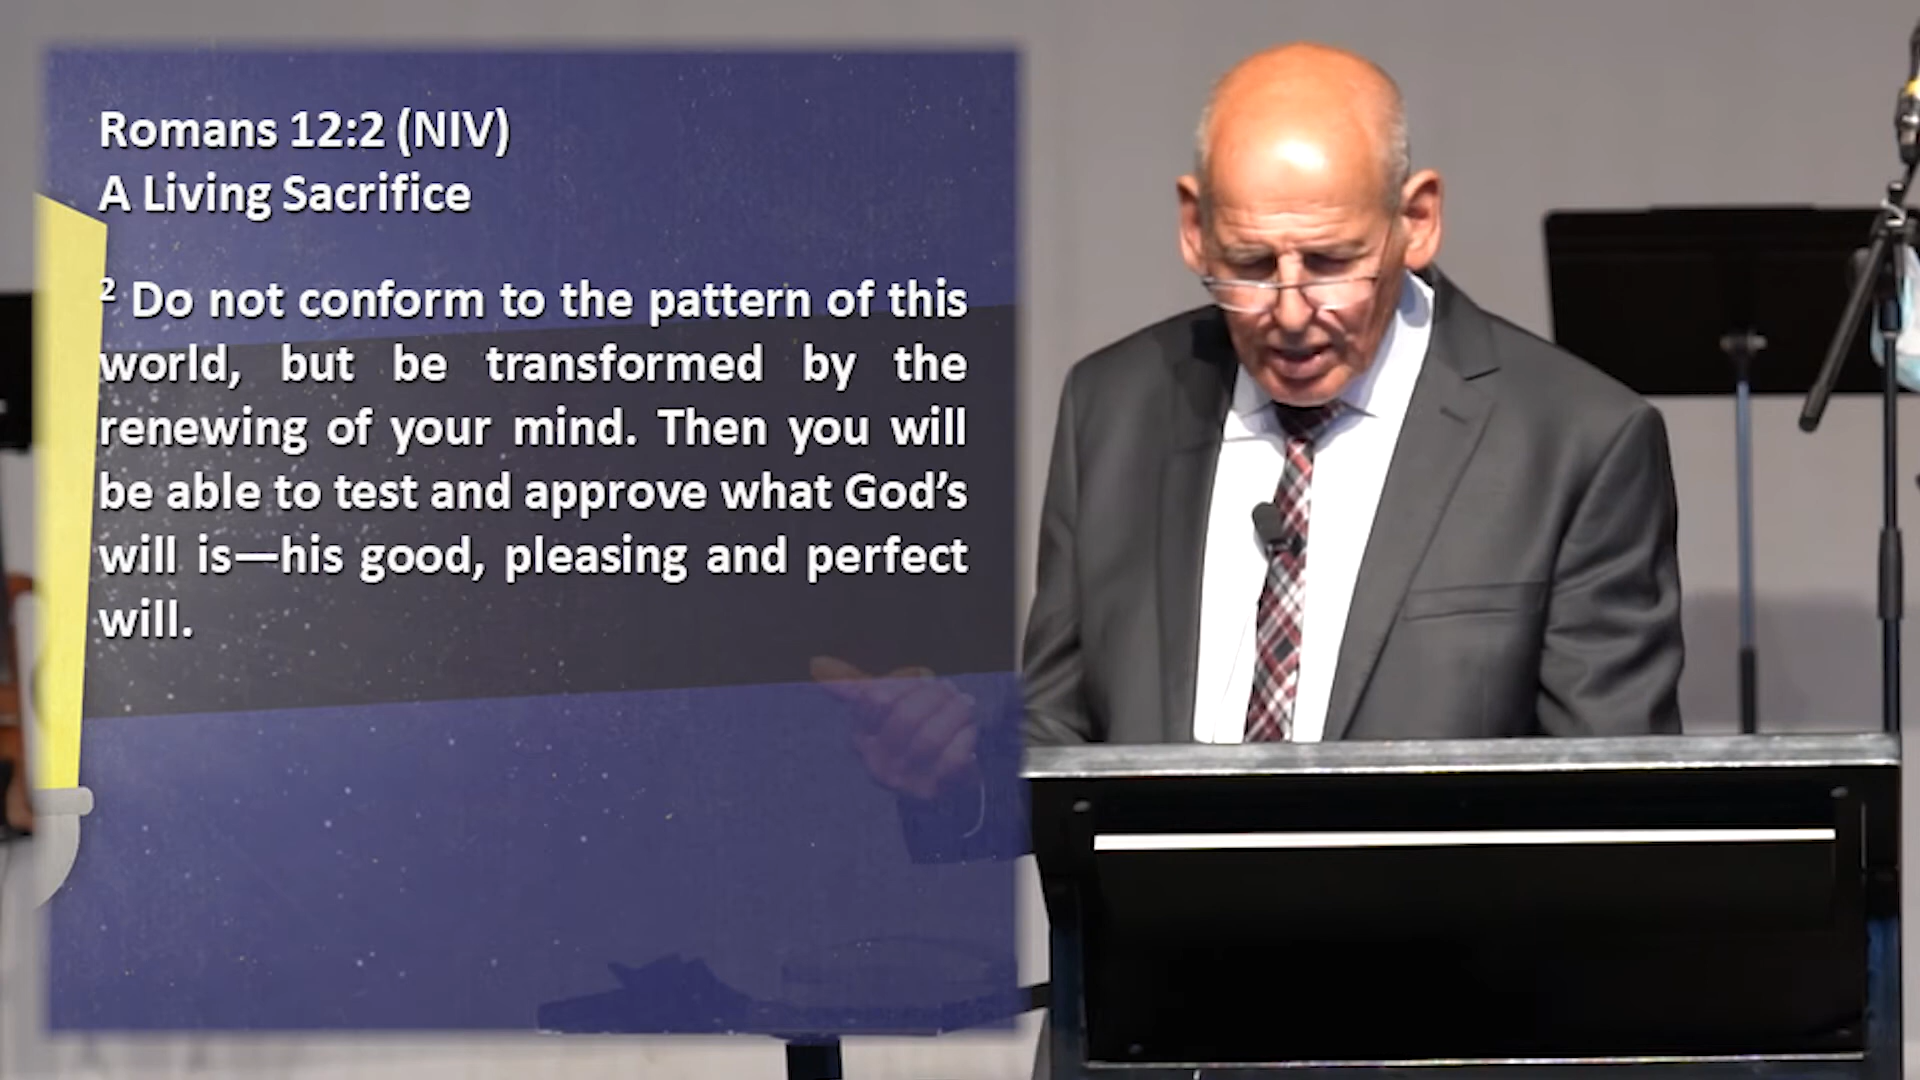 Romans 12:2 (NIV)
A Living Sacrifice
² Do not conform to the pattern of this
world, but be transformed by the
renewing of your mind. Then you will
be able to test and approve what God’s
will is—his good, pleasing and perfect
will.